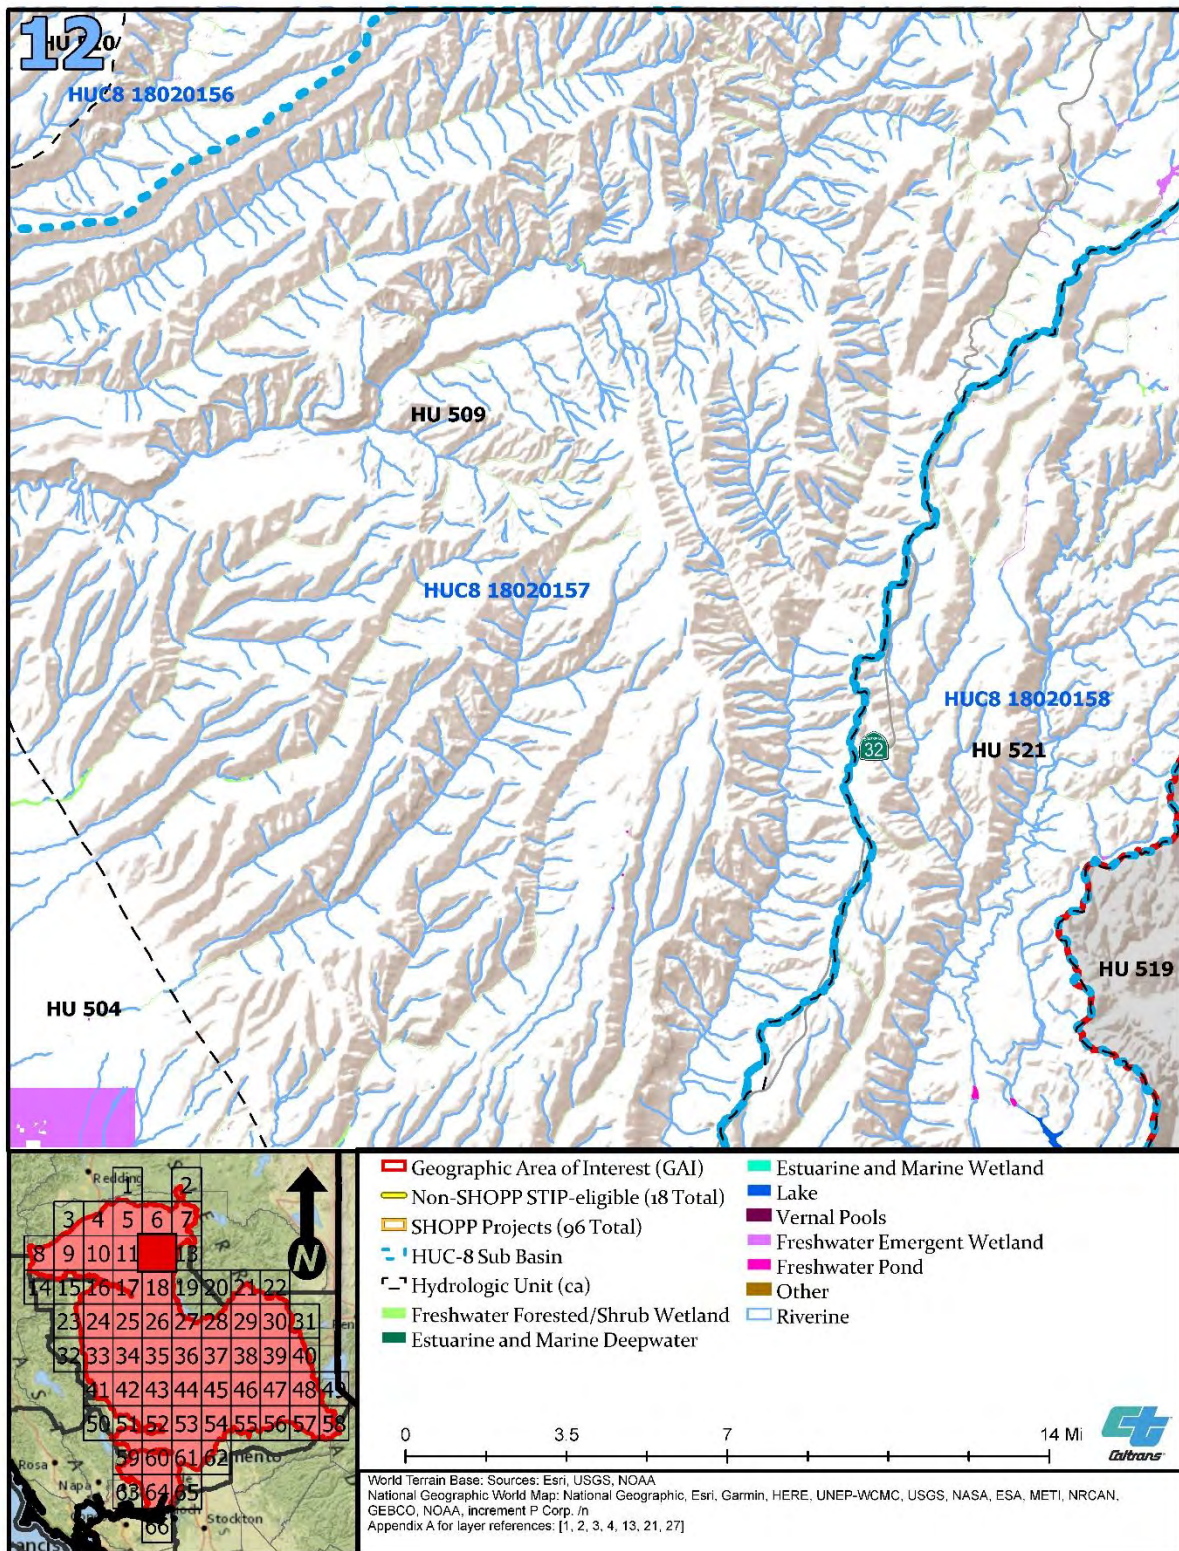 12
HU 520
HUC8 18020156
HU 509
HUC8 18020157
HUC8 18020158
32
HU 521
HU 519
HU 504
Redding
1 2
3 4 5 6 7
8 9 10 11 13
14 15 16 17 18 19 20 21 22
23 24 25 26 27 28 29 30 31
32 33 34 35 36 37 38 39 40
41 42 43 44 45 46 47 48 49
50 51 52 53 54 55 56 57 58
59 60 61 62
63 64 65
66
Rosa
Napa
Stockton
N
Geographic Area of Interest (GAI)
Non-SHOPP STIP-eligible (18 Total)
SHOPP Projects (96 Total)
HUC-8 Sub Basin
Hydrologic Unit (ca)
Freshwater Forested/Shrub Wetland
Estuarine and Marine Deepwater
Estuarine and Marine Wetland
Lake
Vernal Pools
Freshwater Emergent Wetland
Freshwater Pond
Other
Riverine
0 3.5 7 14 Mi
ct
Caltrans
World Terrain Base: Sources: Esri, USGS, NOAA
National Geographic World Map: National Geographic, Esri, Garmin, HERE, UNEP-WCMC, USGS, NASA, ESA, METI, NRCAN,
GEBCO, NOAA, increment P Corp. /n
Appendix A for layer references: [1, 2, 3, 4, 13, 21, 27]